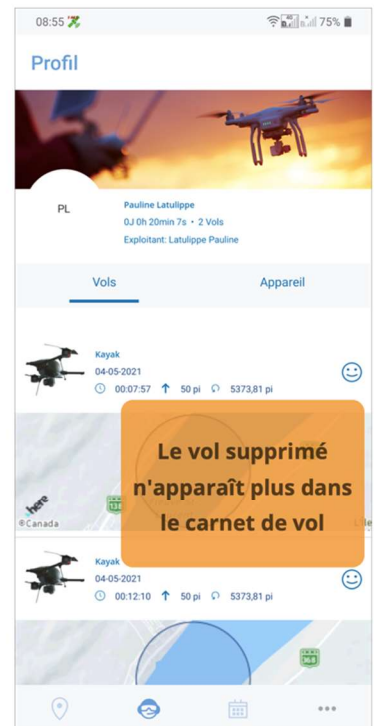 08:55 75%
Profil
PL
Pauline Latulippe
0J 0h 20min 7s • 2 Vols
Exploitant: Latulippe Pauline
Vols Appareil
Kayak
04-05-2021
00:07:57 50 pi 5373,81 pi
Le vol supprimé
n'apparaît plus dans
le carnet de vol
here
©Canada
Kayak
04-05-2021
00:12:10 50 pi 5373,81 pi
368